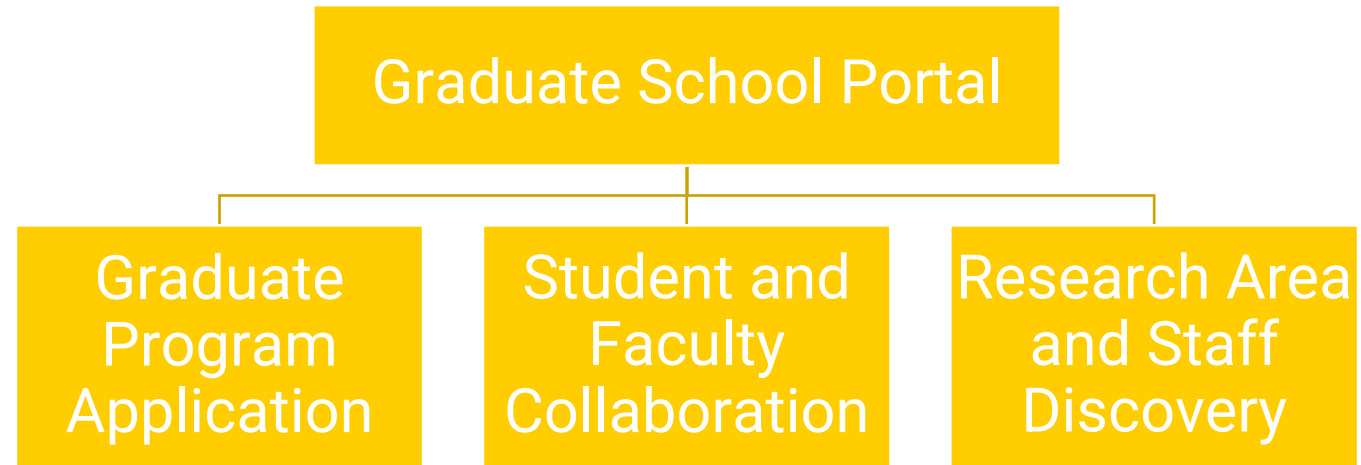 Graduate School Portal
Graduate
Program
Application
Student and
Faculty
Collaboration
Research Area
and Staff
Discovery